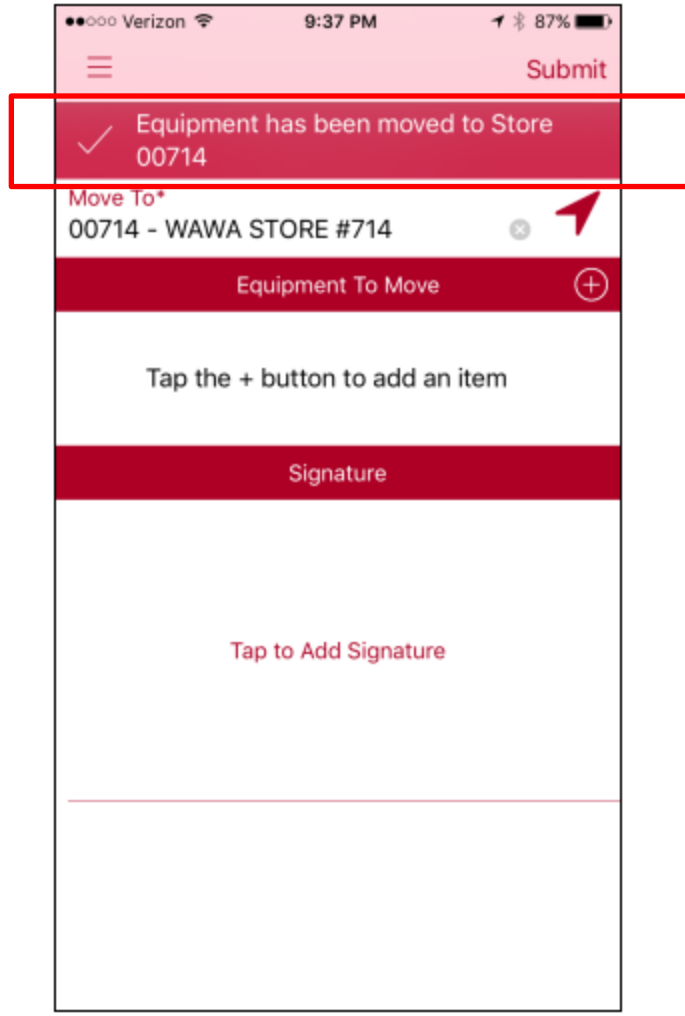 Verizon 9:37 PM 87%
Submit
Equipment has been moved to Store
00714
Move To*
00714 - WAWA STORE #714
Equipment To Move
Tap the + button to add an item
Signature
Tap to Add Signature